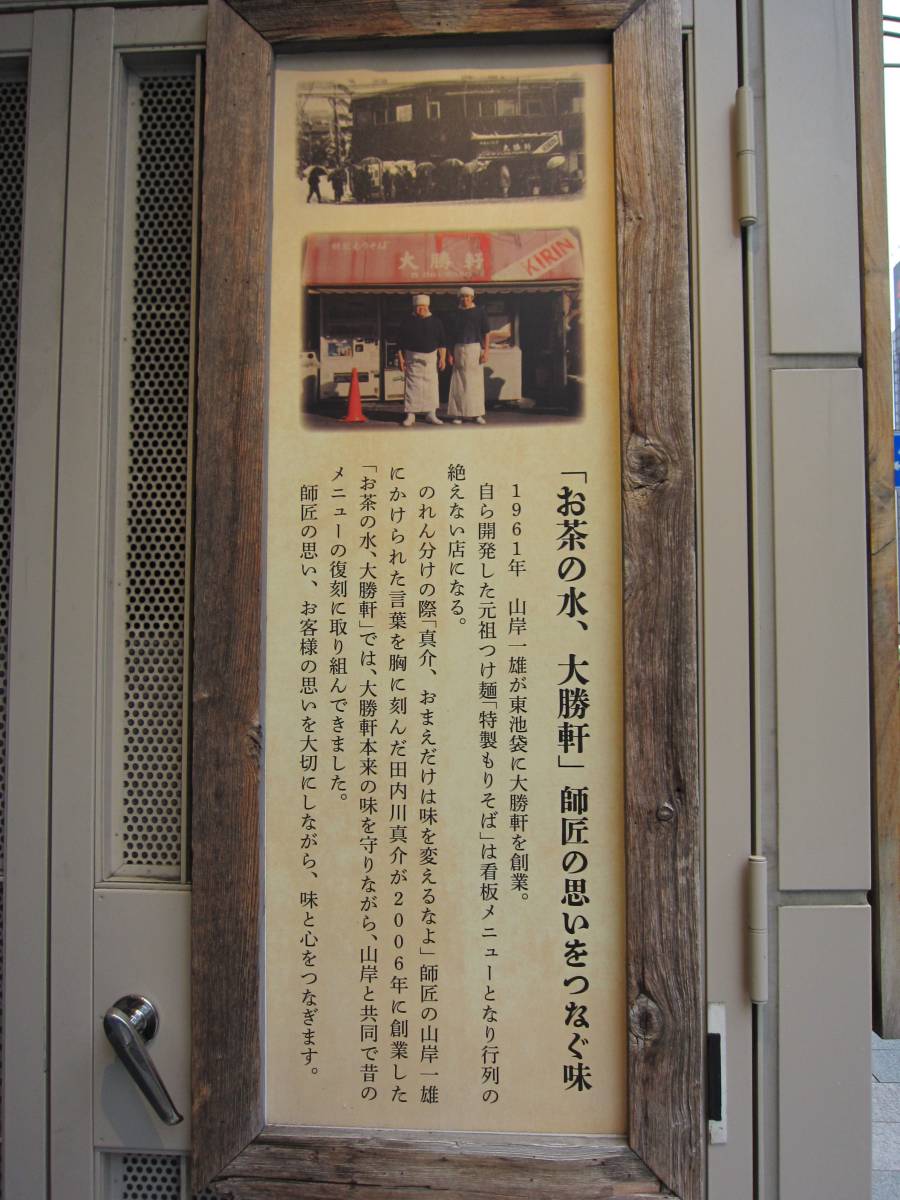 大勝軒
特製もりそば
大勝軒
KIRIN
「お茶の水、大勝軒」師匠の思いをつなぐ味
1961年　山岸一雄が東池袋に大勝軒を創業。
自ら開発した元祖つけ麺「特製もりそば」は看板メニューとなり行列の
絶えない店になる。
のれん分けの際「真介、おまえだけは味を変えるなよ」師匠の山岸一雄
にかけられた言葉を胸に刻んだ田内川真介が2006年に創業した
「お茶の水、大勝軒」では、大勝軒本来の味を守りながら、山岸と共同で昔の
メニューの復刻に取り組んできました。
師匠の思い、お客様の思いを大切にしながら、味と心をつなぎます。